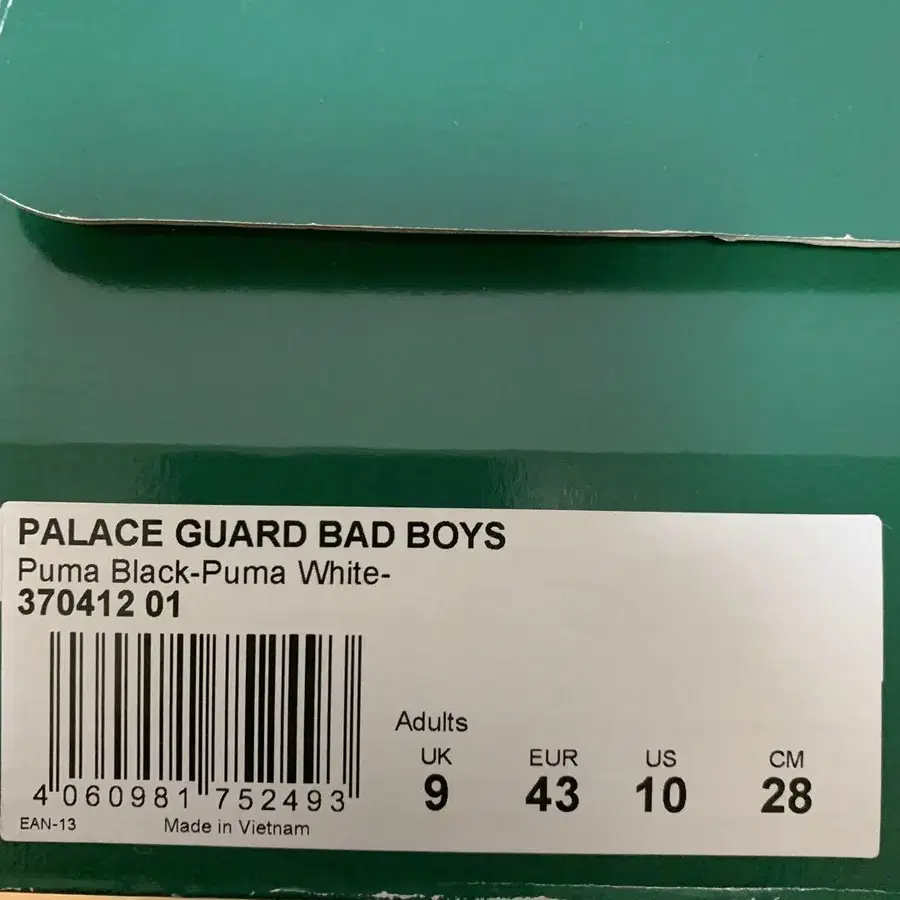 PALACE GUARD BAD BOYS
Puma Black-Puma White-
370412 01
Adults
UK EUR US CM
9 43 10 28
4 060981 752493
EAN-13 Made in Vietnam